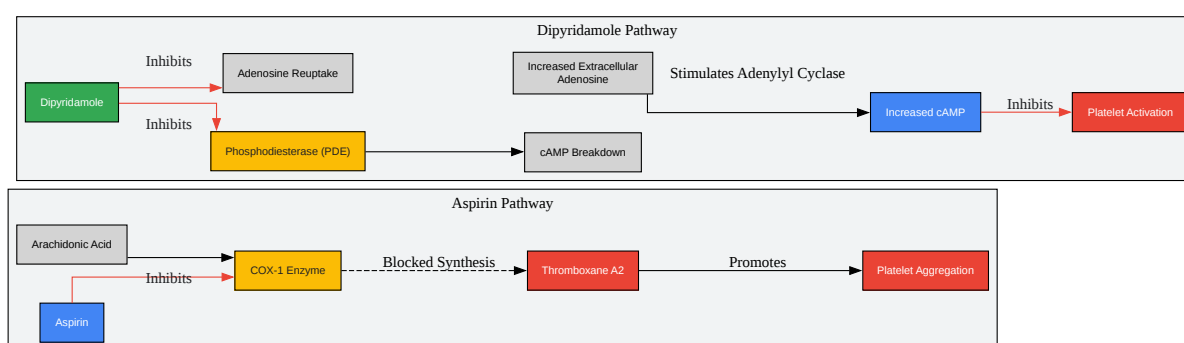 Dipyridamole Pathway
Inhibits
Adenosine Reuptake
Increased Extracellular
Adenosine
Stimulates Adenylyl Cyclase
Dipyridamole
Increased cAMP
Inhibits
Platelet Activation
Inhibits
Phosphodiesterase (PDE)
cAMP Breakdown
Aspirin Pathway
Arachidonic Acid
Inhibits
COX-1 Enzyme
Blocked Synthesis
Thromboxane A2
Promotes
Platelet Aggregation
Aspirin